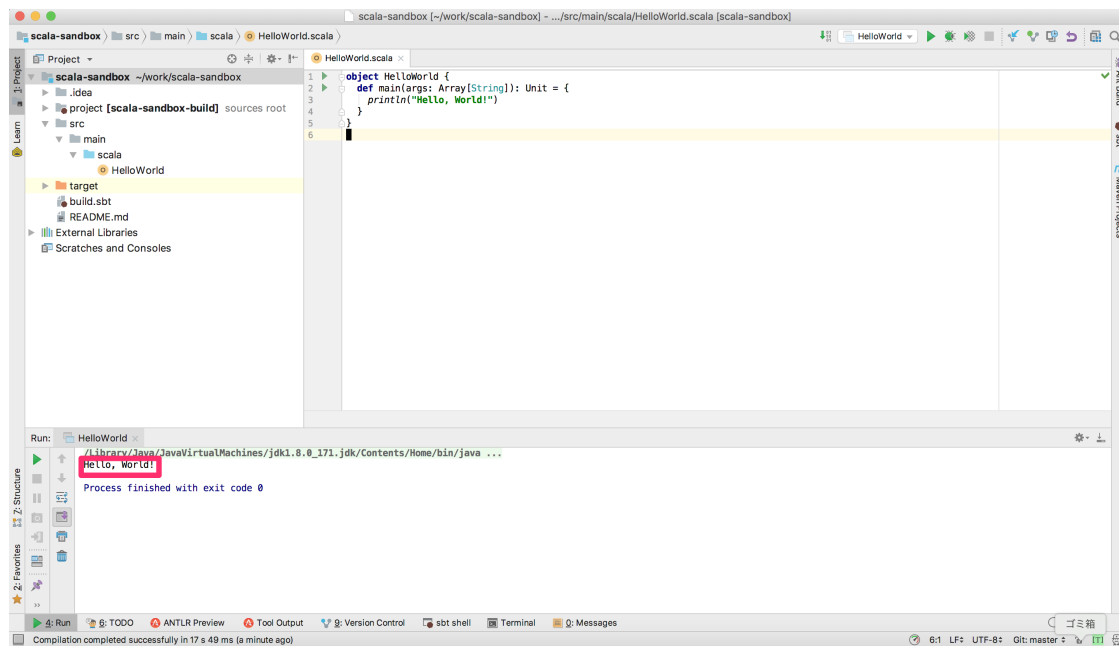 scala-sandbox [~/work/scala-sandbox] - .../src/main/scala/HelloWorld.scala [scala-sandbox]
scala-sandbox src main scala HelloWorld.scala HelloWorld
1: Project
Learn
Project
scala-sandbox ~/work/scala-sandbox
.idea
project [scala-sandbox-build] sources root
src
main
scala
HelloWorld
target
build.sbt
README.md
External Libraries
Scratches and Consoles
HelloWorld.scala
1 object HelloWorld {
2 def main(args: Array[String]): Unit = {
3 println("Hello, World!")
4 }
5 }
6
Run: HelloWorld
/Library/Java/JavaVirtualMachines/jdk1.8.0_171.jdk/Contents/Home/bin/java ...
Hello, World!
Process finished with exit code 0
Z: Structure
2: Favorites
4: Run 6: TODO ANTLR Preview Tool Output 9: Version Control sbt shell Terminal 0: Messages
ゴミ箱
Compilation completed successfully in 17 s 49 ms (a minute ago) 6:1 LF UTF-8 Git: master [T]